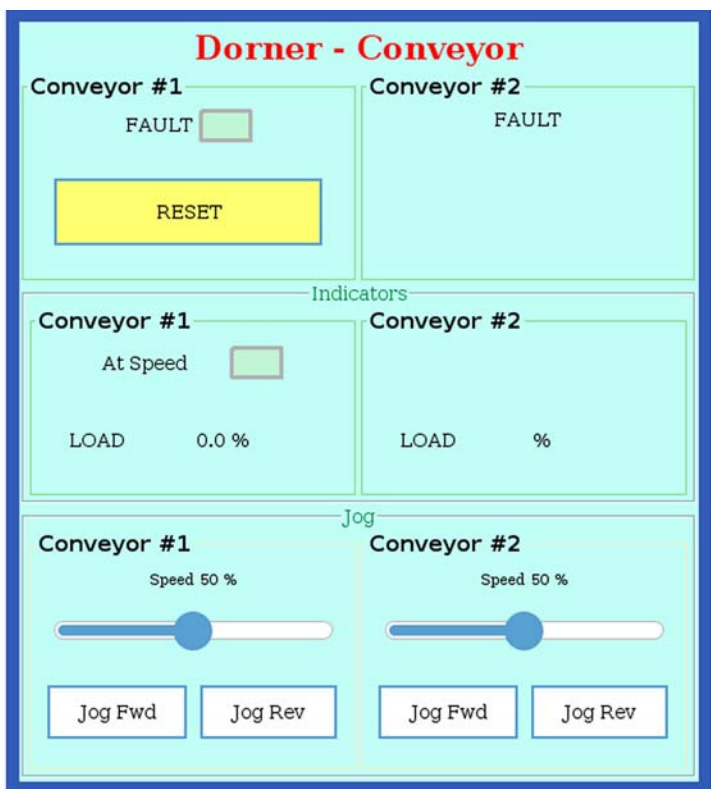 Dorner - Conveyor
Conveyor #1
FAULT
RESET
Conveyor #2
FAULT
Indicators
Conveyor #1
At Speed
LOAD 0.0 %
Conveyor #2
LOAD %
Jog
Conveyor #1
Speed 50 %
Jog Fwd Jog Rev
Conveyor #2
Speed 50 %
Jog Fwd Jog Rev